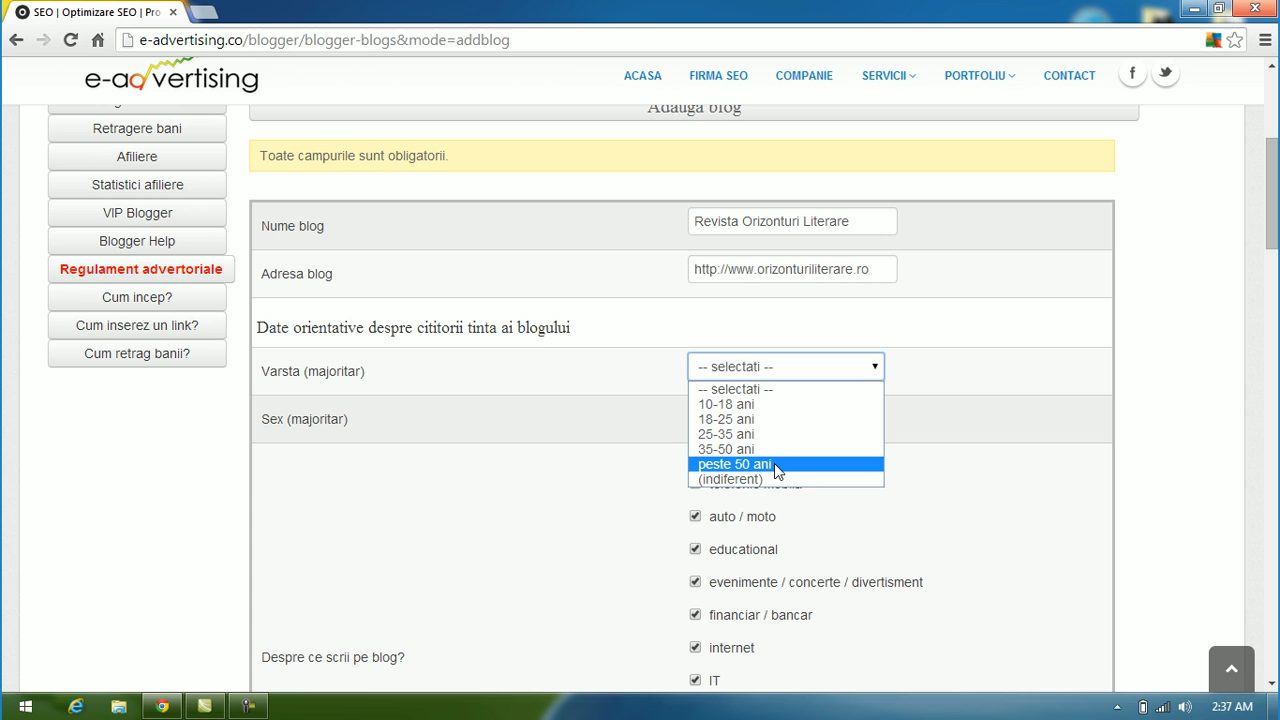 SEO | Optimizare SEO | Pro
e-advertising.co/blogger/blogger-blogs&mode=addblog
e-advertising
ACASA
FIRMA SEO
COMPANIE
SERVICII
PORTFOLIU
CONTACT
Retragere bani
Afiliere
Statistici afiliere
VIP Blogger
Blogger Help
Regulament advertoriale
Cum incep?
Cum inserez un link?
Cum retrag banii?
Adauga blog
Toate campurile sunt obligatorii.
Nume blog
Revista Orizonturi Literare
Adresa blog
http://www.orizonturiliterare.ro
Date orientative despre cititorii tinta ai blogului
Varsta (majoritar)
-- selectati --
-- selectati --
10-18 ani
18-25 ani
25-35 ani
35-50 ani
peste 50 ani
(indiferent)
Sex (majoritar)
auto / moto
educational
evenimente / concerte / divertisment
financiar / bancar
internet
Despre ce scrii pe blog?
IT
2:37 AM